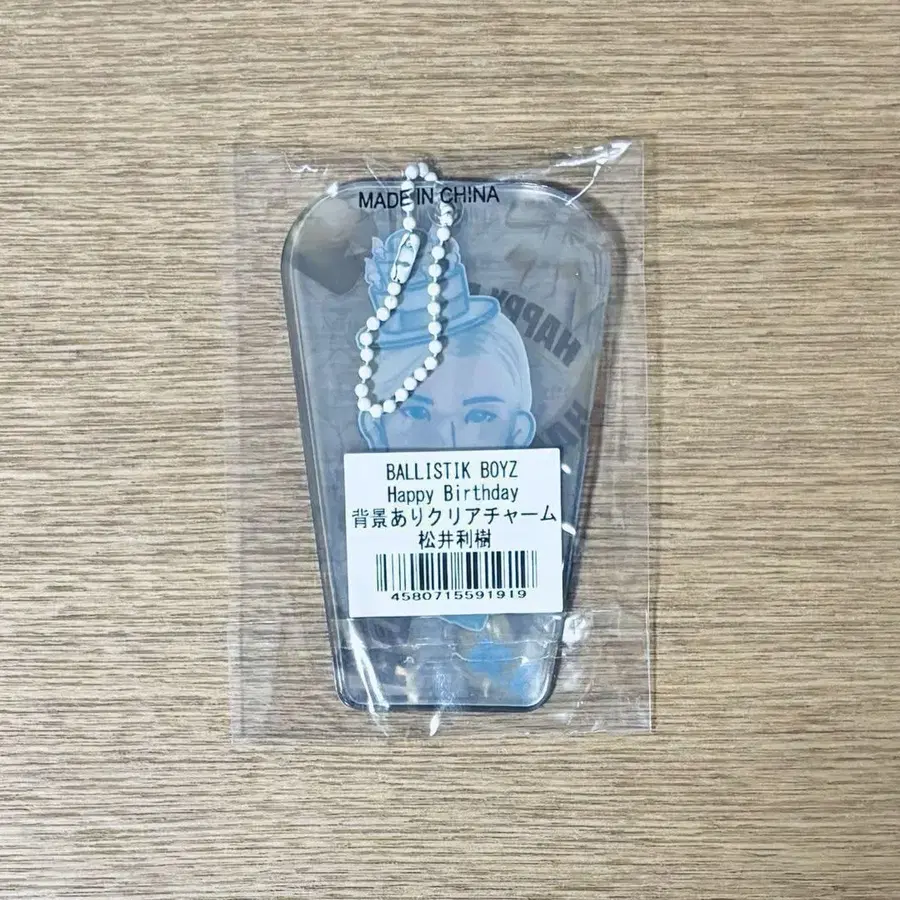 MADE IN CHINA
HAPPY
BALLISTIK BOYZ
Happy Birthday
背景ありクリアチャーム
松井利樹
4580715591919